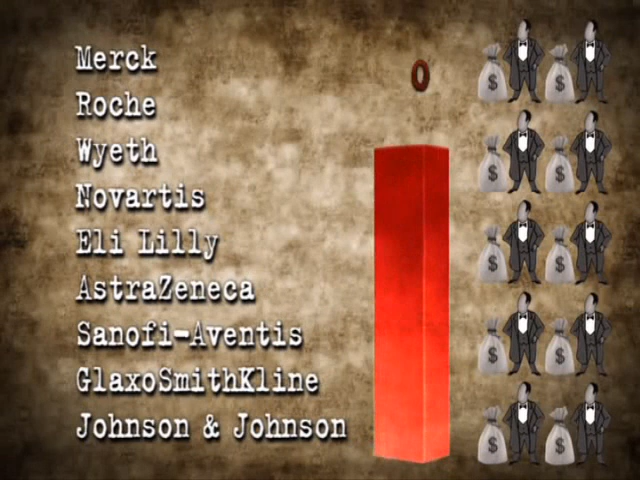 Merck
Roche
Wyeth
Novartis
Eli Lilly
AstraZeneca
Sanofi-Aventis
GlaxoSmithKline
Johnson & Johnson
0
$ $
$ $
$ $
$ $
$ $